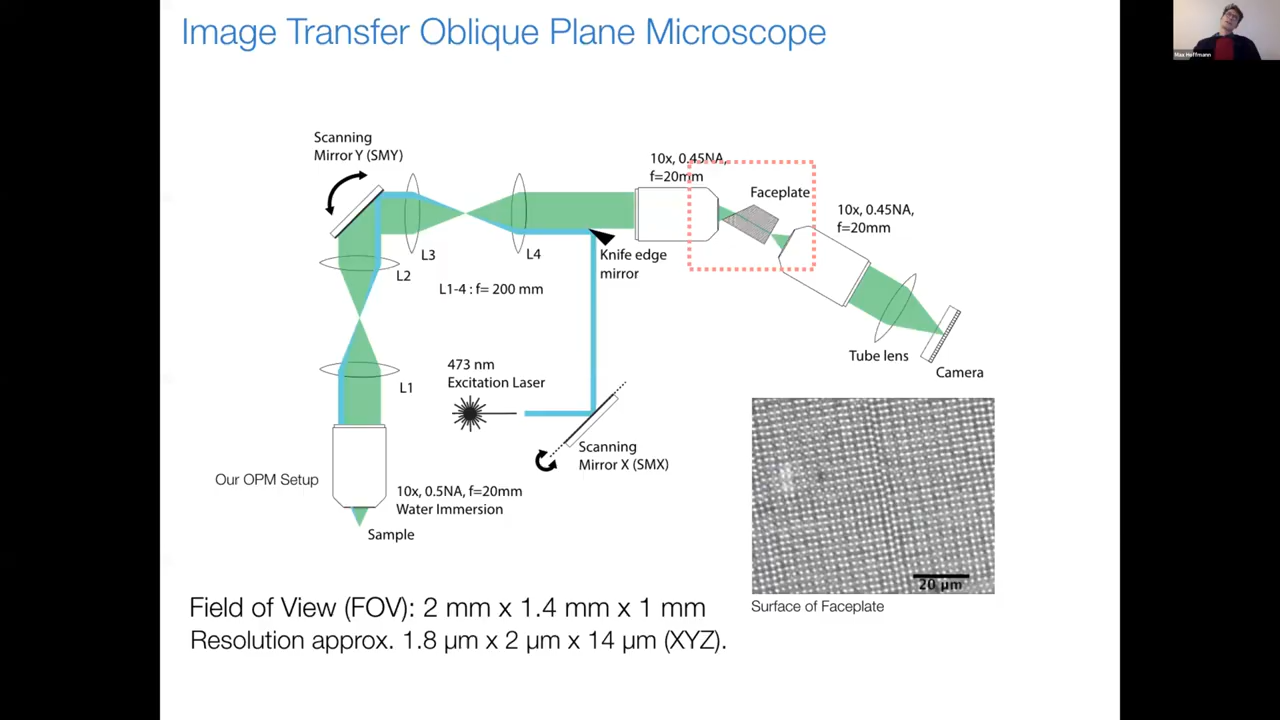 Image Transfer Oblique Plane Microscope
Max Hoffmann
Scanning
Mirror Y (SMY)
10x, 0.45NA,
f=20mm
Faceplate
10x, 0.45NA,
f=20mm
L3
L4
Knife edge
mirror
L2
L1-4 : f= 200 mm
Tube lens
Camera
473 nm
Excitation Laser
L1
Scanning
Mirror X (SMX)
Our OPM Setup
10x, 0.5NA, f=20mm
Water Immersion
Sample
20 µm
Surface of Faceplate
Field of View (FOV): 2 mm x 1.4 mm x 1 mm
Resolution approx. 1.8 µm x 2 µm x 14 µm (XYZ).